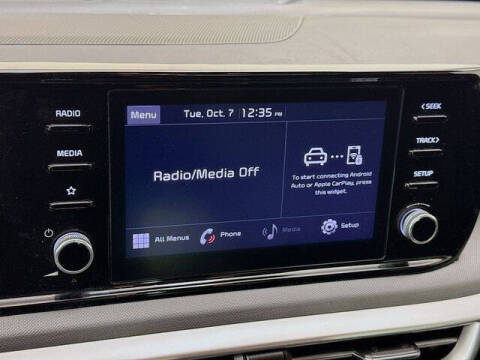 RADIO
MEDIA
Menu
Tue, Oct. 7 12:35 PM
Radio/Media Off
To start connecting Android
Auto or Apple CarPlay, press
this widget.
All Menus
Phone
Media
Setup
<SEEK
TRACK>
SETUP